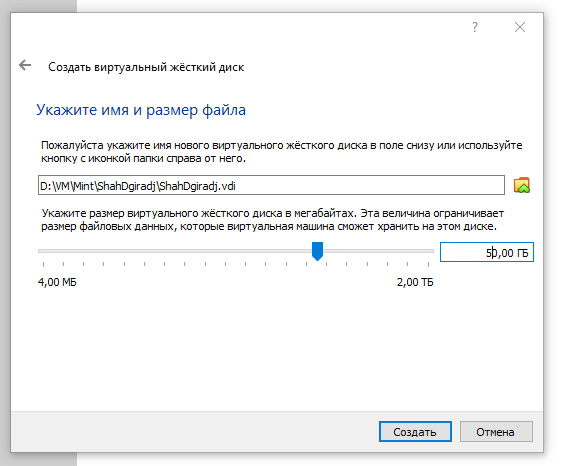 ?
Создать виртуальный жёсткий диск
Укажите имя и размер файла
Пожалуйста укажите имя нового виртуального жёсткого диска в поле снизу или используйте
кнопку с иконкой папки справа от него.
D:\VM\Mint\ShahDgiradj\ShahDgiradj.vdi
Укажите размер виртуального жёсткого диска в мегабайтах. Эта величина ограничивает
размер файловых данных, которые виртуальная машина сможет хранить на этом диске.
50,00 ГБ
4,00 МБ 2,00 ТБ
Создать Отмена